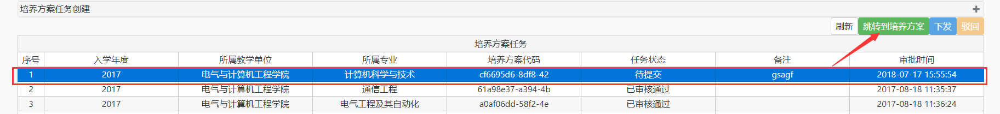 培养方案任务创建
刷新 跳转到培养方案 下发 驳回
培养方案任务
序号 入学年度 所属教学单位 所属专业 培养方案代码 任务状态 备注 审批时间
1 2017 电气与计算机工程学院 计算机科学与技术 cf6695d6-8df8-42 待提交 gsagf 2018-07-17 15:55:54
2 2017 电气与计算机工程学院 通信工程 61a98e37-a394-4b 已审核通过 2017-08-18 11:35:37
3 2017 电气与计算机工程学院 电气工程及其自动化 a0af06dd-58f2-4e 已审核通过 2017-08-18 11:36:24